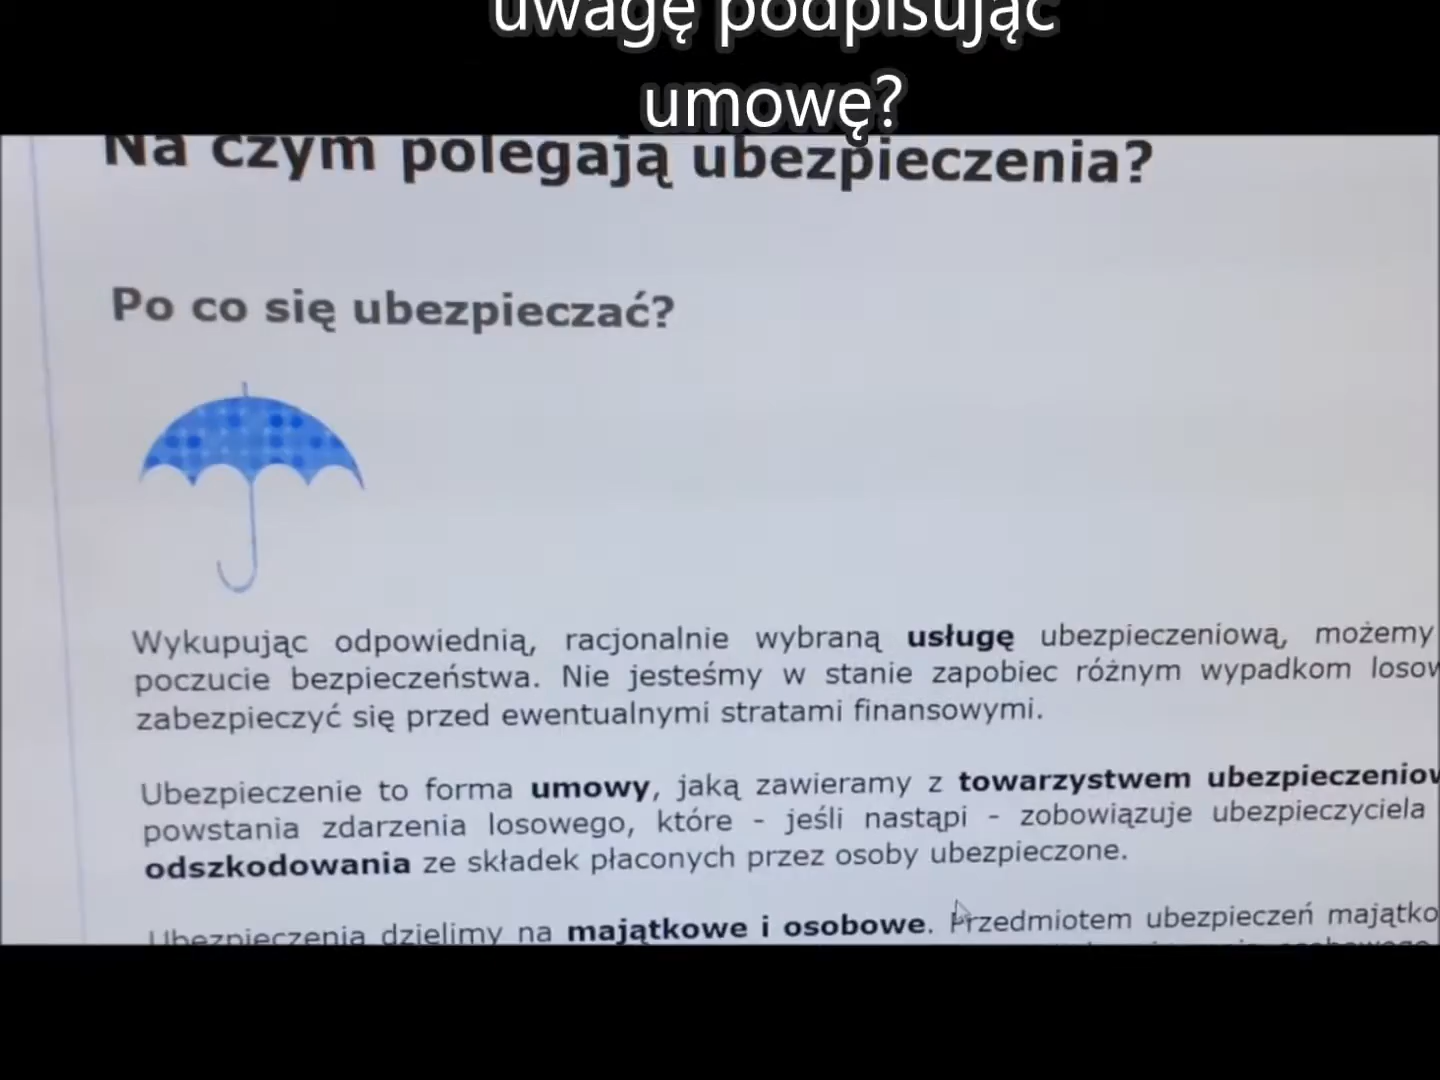 uwagę podpisując
umowę?
Na czym polegają ubezpieczenia?
Po co się ubezpieczać?
Wykupując odpowiednią, racjonalnie wybraną usługę ubezpieczeniową, możemy
poczucie bezpieczeństwa. Nie jesteśmy w stanie zapobiec różnym wypadkom losow
zabezpieczyć się przed ewentualnymi stratami finansowymi.
Ubezpieczenie to forma umowy, jaką zawieramy z towarzystwem ubezpieczeniow
powstania zdarzenia losowego, które - jeśli nastąpi - zobowiązuje ubezpieczyciela
odszkodowania ze składek płaconych przez osoby ubezpieczone.
Ubezpieczenia dzielimy na majątkowe i osobowe. Przedmiotem ubezpieczeń majątko